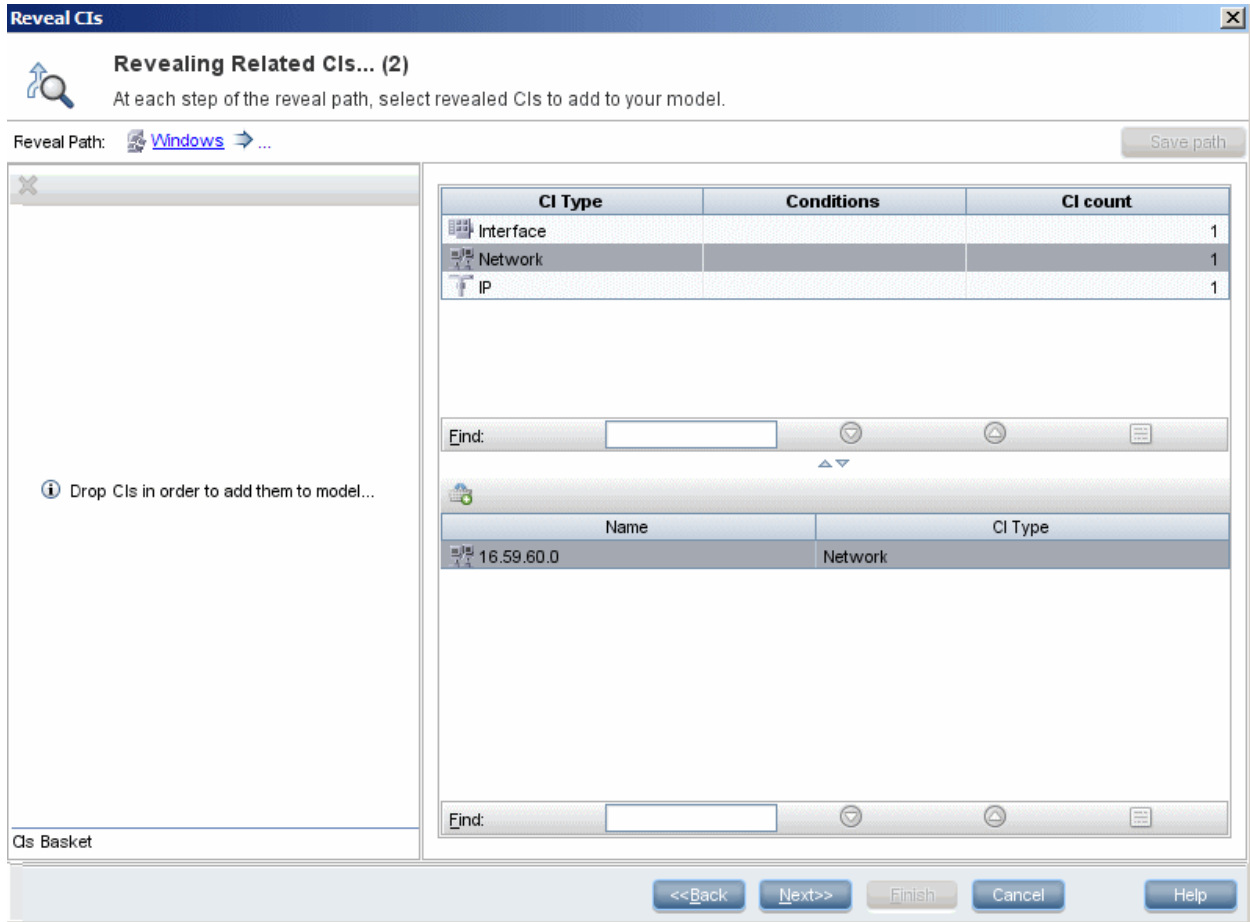 Reveal CIs
Revealing Related CIs... (2)
At each step of the reveal path, select revealed CIs to add to your model.
Reveal Path: Windows ...
Save path
CI Type Conditions CI count
Interface 1
Network 1
IP 1
Find:
Drop CIs in order to add them to model...
Name CI Type
16.59.60.0 Network
Find:
CIs Basket
<<Back Next>> Finish Cancel Help